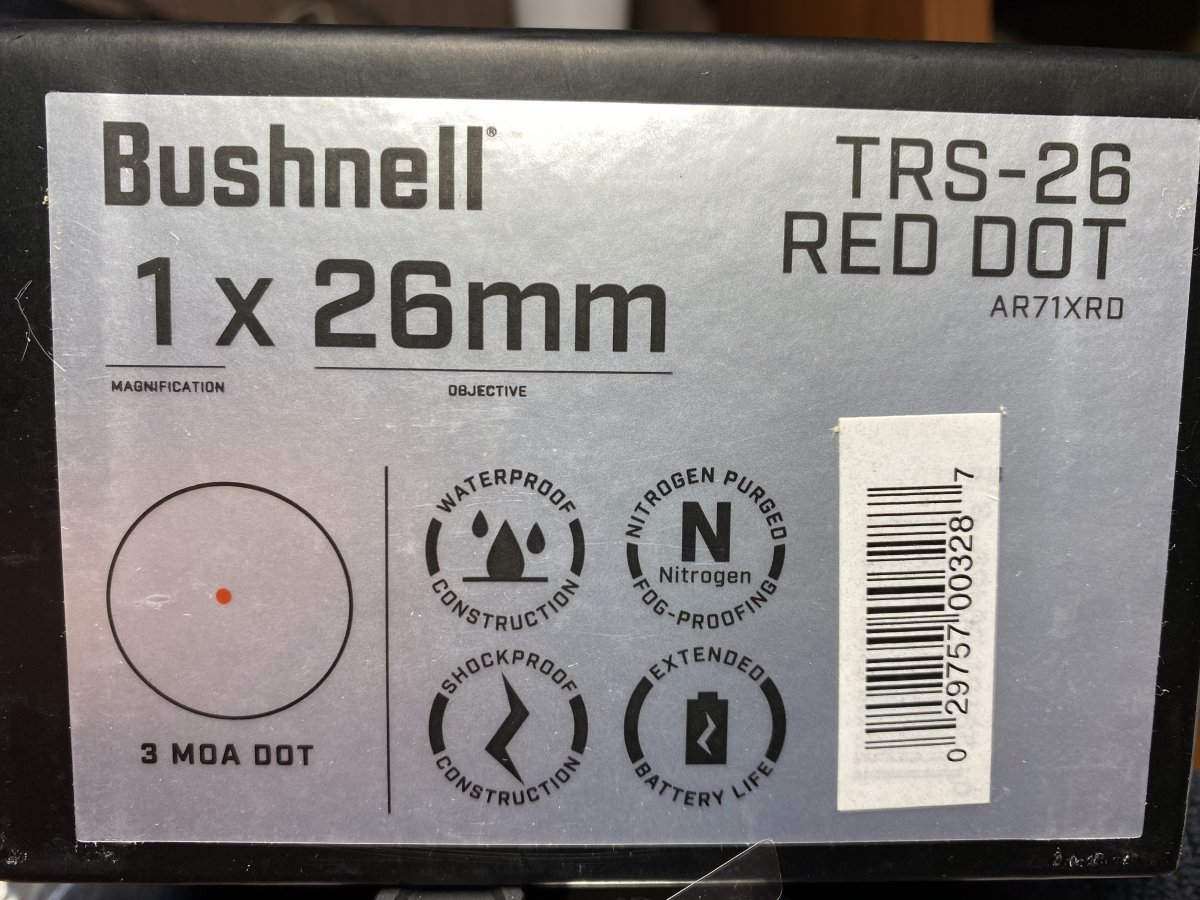 Bushnell®
TRS-26
RED DOT
AR71XRD
1 x 26mm
MAGNIFICATION
OBJECTIVE
3 MOA DOT
WATERPROOF
CONSTRUCTION
NITROGEN PURGED
N
Nitrogen
FOG-PROOFING
SHOCKPROOF
CONSTRUCTION
EXTENDED
BATTERY LIFE
0 29757 00328 7